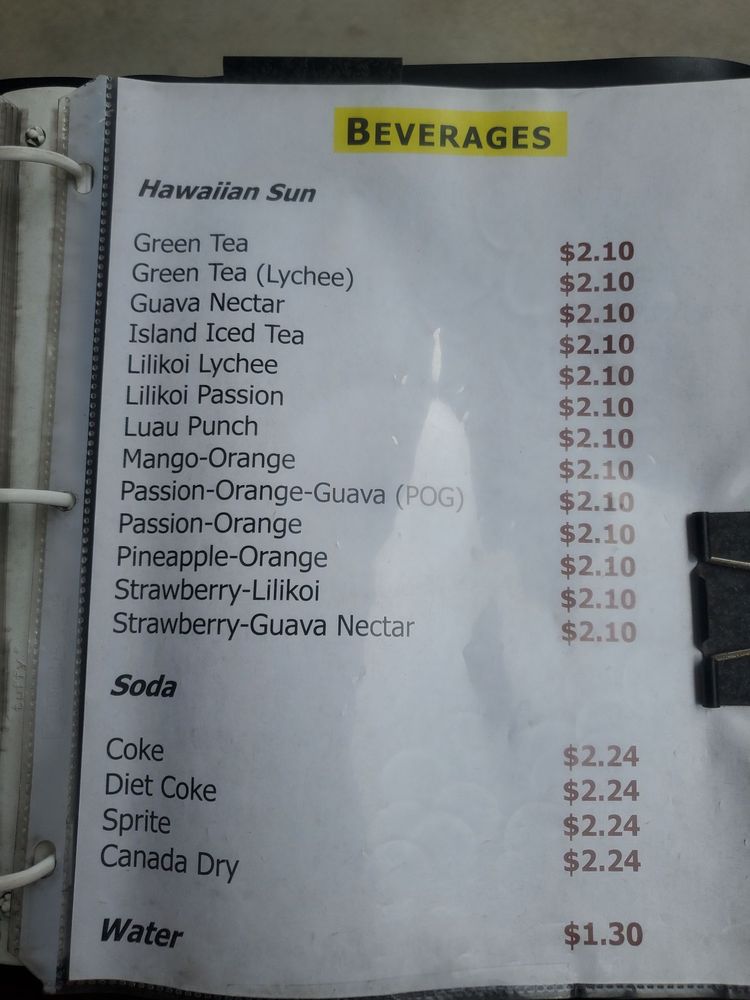 BEVERAGES
Hawaiian Sun
Green Tea $2.10
Green Tea (Lychee) $2.10
Guava Nectar $2.10
Island Iced Tea $2.10
Lilikoi Lychee $2.10
Lilikoi Passion $2.10
Luau Punch $2.10
Mango-Orange $2.10
Passion-Orange-Guava (POG) $2.10
Passion-Orange $2.10
Pineapple-Orange $2.10
Strawberry-Lilikoi $2.10
Strawberry-Guava Nectar $2.10
Soda
Coke $2.24
Diet Coke $2.24
Sprite $2.24
Canada Dry $2.24
Water $1.30